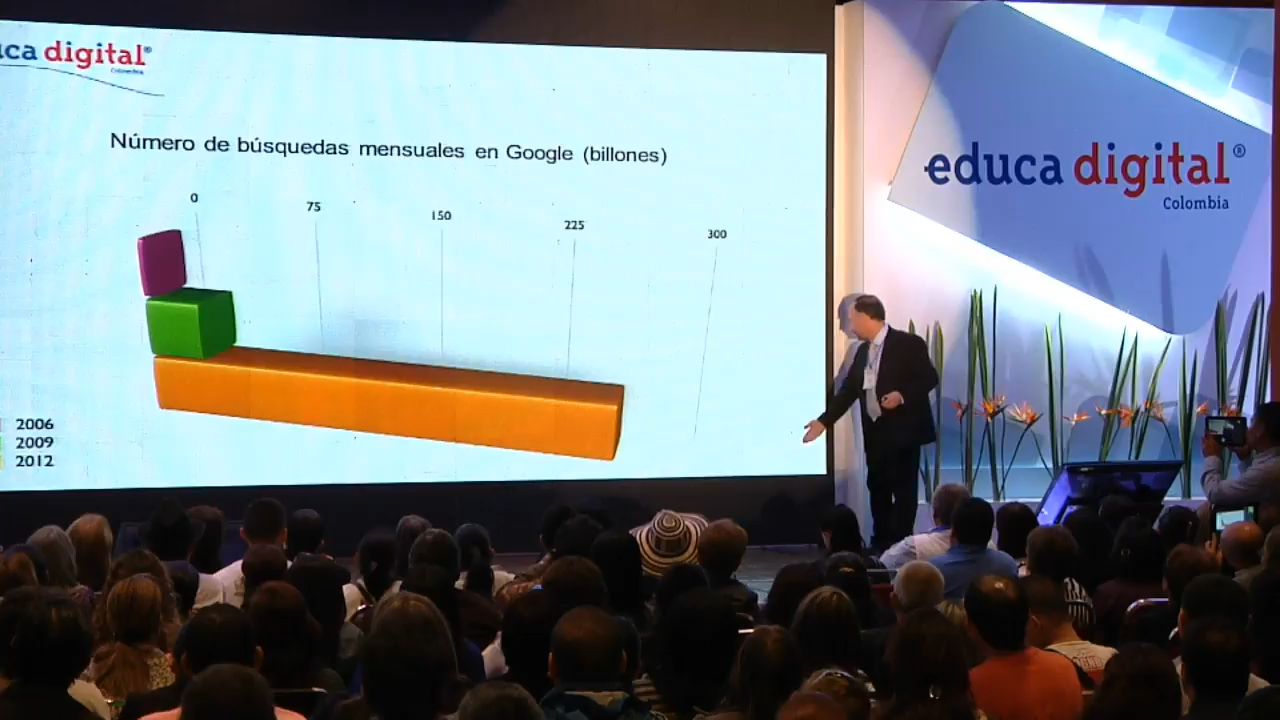 ca digital®
Colombia
Número de búsquedas mensuales en Google (billones)
0
75
150
225
300
2006
2009
2012
educa digital®
Colombia